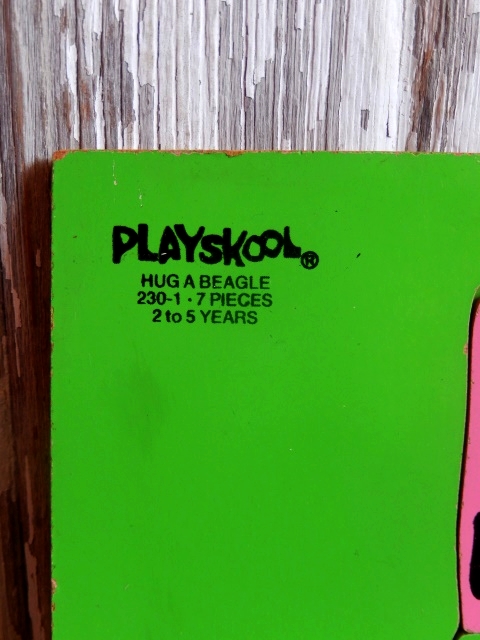 PLAYSKOOL®
HUG A BEAGLE
230-1 · 7 PIECES
2 to 5 YEARS